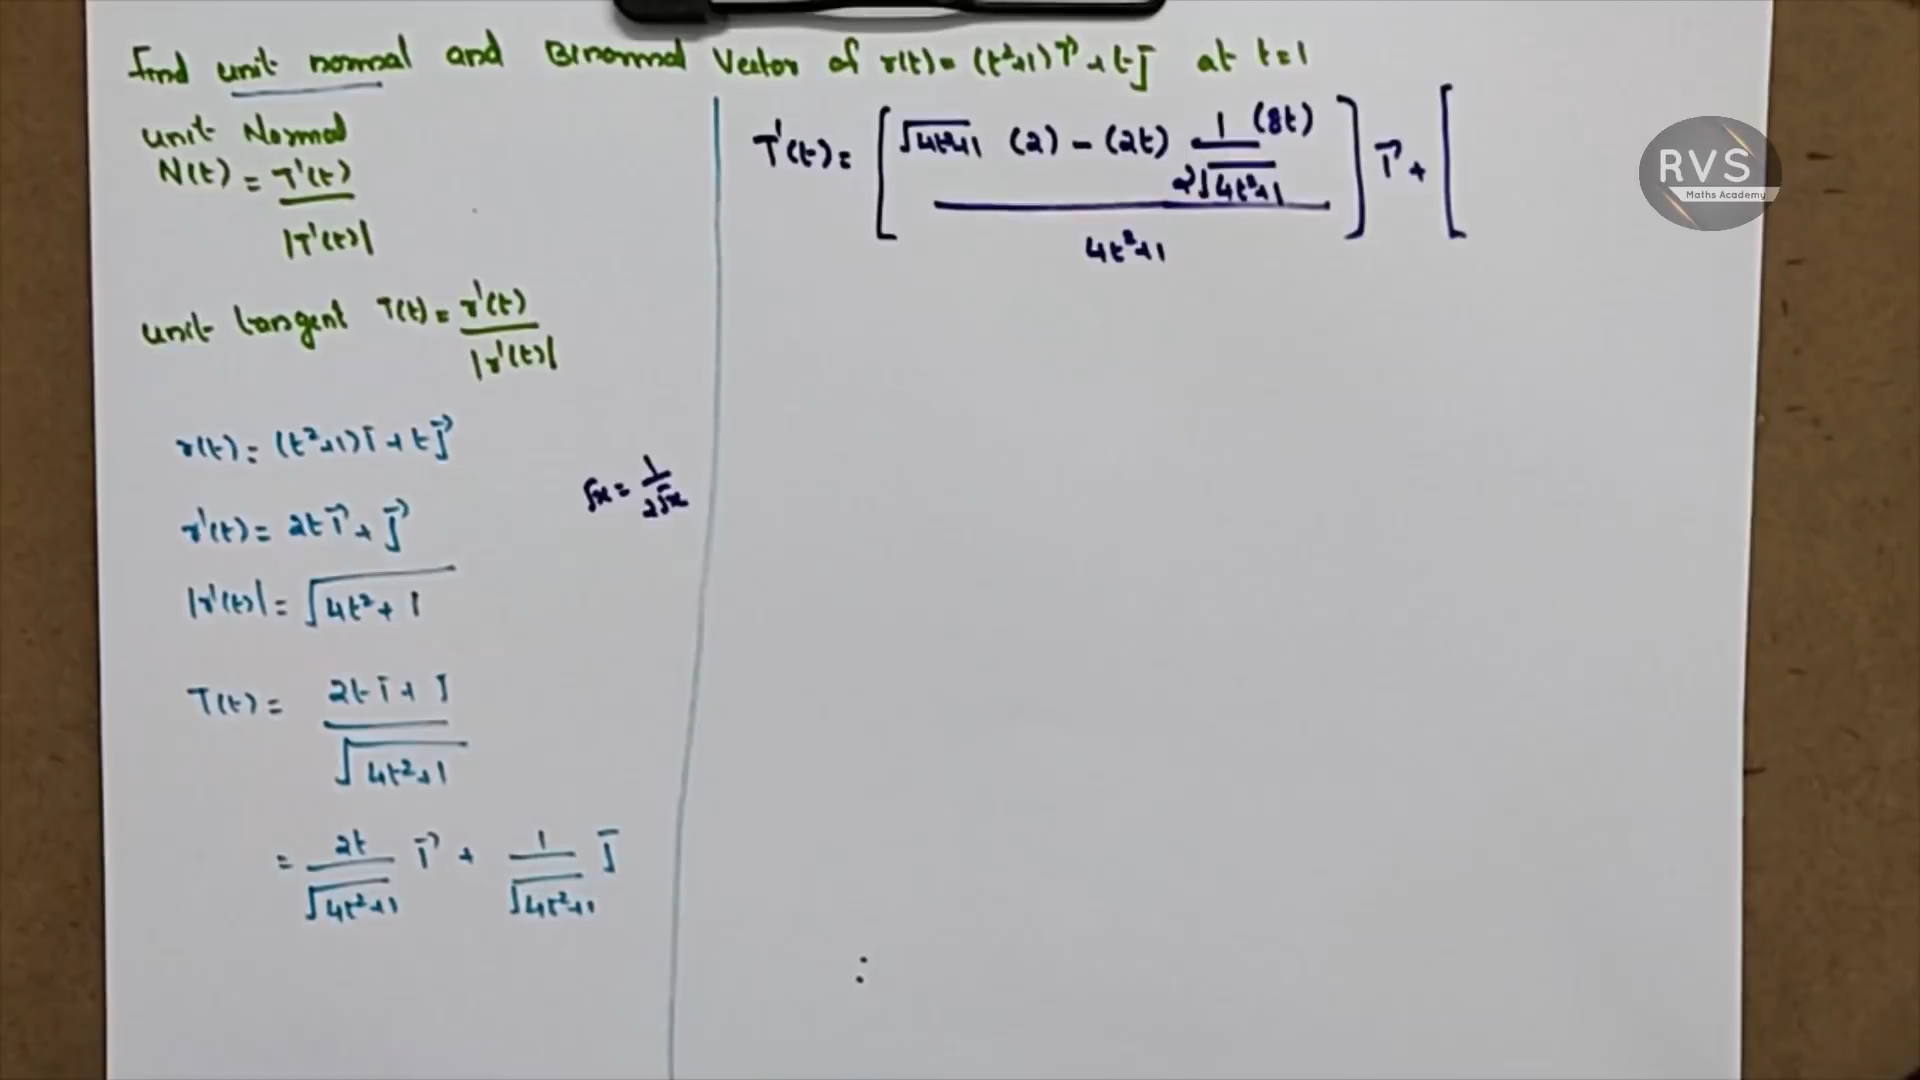 Find unit normal and Binormal Vector of r(t) = (t²+1) i⃗ + t j at t=1
unit Normal
N(t) = T'(t) / |T'(t)|
unit tangent T(t) = r'(t) / |r'(t)|
r(t) = (t²+1) i + t j⃗
r'(t) = 2t i⃗ + j⃗
|r'(t)| = √(4t² + 1)
T(t) = (2t i + j) / √(4t²+1)
= 2t/√(4t²+1) i⃗ + 1/√(4t²+1) j
√x = 1/(2√x)
T'(t) = [ (√(4t²+1) (2) - (2t) 1/(2√(4t²+1)) (8t)) / (4t²+1) ] i⃗ + [
RVS
Maths Academy